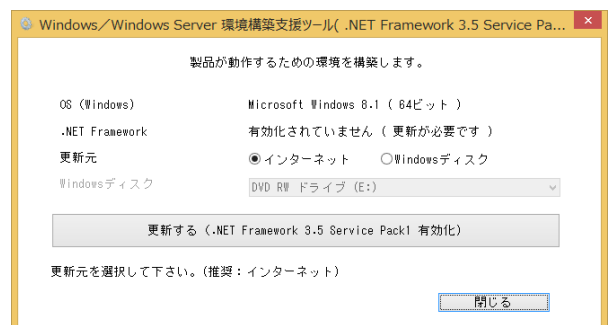 Windows／Windows Server 環境構築支援ツール( .NET Framework 3.5 Service Pa...
製品が動作するための環境を構築します。
OS (Windows) Microsoft Windows 8.1 ( 64ビット )
.NET Framework 有効化されていません ( 更新が必要です )
更新元 インターネット Windowsディスク
Windowsディスク DVD RW ドライブ (E:)
更新する (.NET Framework 3.5 Service Pack1 有効化)
更新元を選択して下さい。(推奨：インターネット)
閉じる